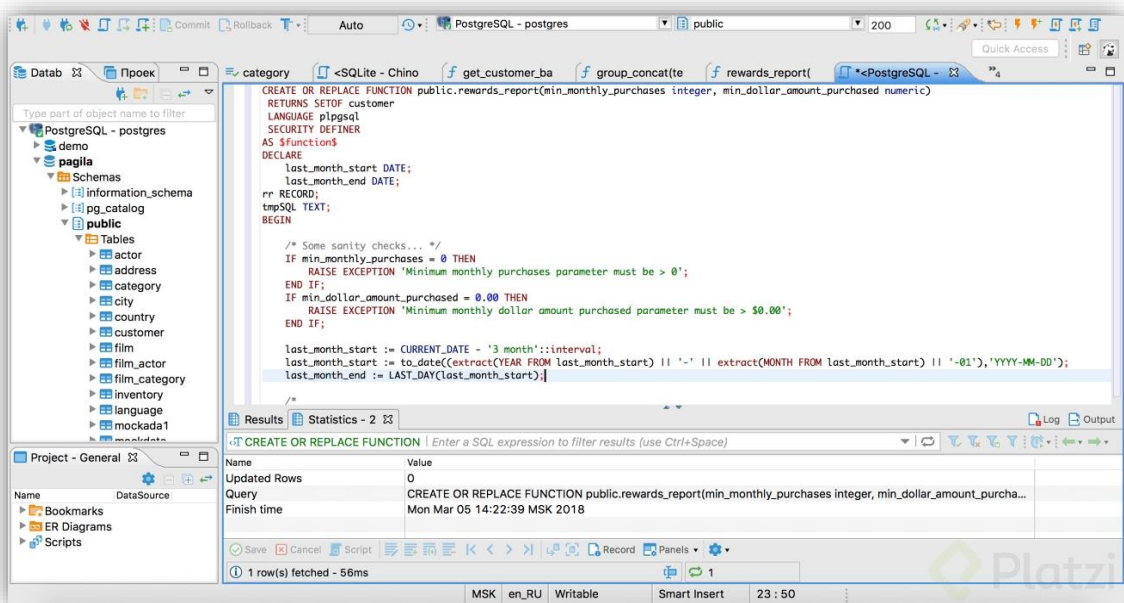 Commit Rollback Auto PostgreSQL - postgres public 200
Quick Access
Datab Проек
category <SQLite - Chino get_customer_ba group_concat(te rewards_report( *<PostgreSQL - »4
Type part of object name to filter
PostgreSQL - postgres
demo
pagila
Schemas
information_schema
pg_catalog
public
Tables
actor
address
category
city
country
customer
film
film_actor
film_category
inventory
language
mockada1
mockdata
CREATE OR REPLACE FUNCTION public.rewards_report(min_monthly_purchases integer, min_dollar_amount_purchased numeric)
RETURNS SETOF customer
LANGUAGE plpgsql
SECURITY DEFINER
AS $function$
DECLARE
last_month_start DATE;
last_month_end DATE;
rr RECORD;
tmpSQL TEXT;
BEGIN
/* Some sanity checks... */
IF min_monthly_purchases = 0 THEN
RAISE EXCEPTION 'Minimum monthly purchases parameter must be > 0';
END IF;
IF min_dollar_amount_purchased = 0.00 THEN
RAISE EXCEPTION 'Minimum monthly dollar amount purchased parameter must be > $0.00';
END IF;
last_month_start := CURRENT_DATE - '3 month'::interval;
last_month_start := to_date((extract(YEAR FROM last_month_start) || '-' || extract(MONTH FROM last_month_start) || '-01'),'YYYY-MM-DD');
last_month_end := LAST_DAY(last_month_start);
/*
Project - General
Name DataSource
Bookmarks
ER Diagrams
Scripts
Results Statistics - 2 Log Output
CREATE OR REPLACE FUNCTION Enter a SQL expression to filter results (use Ctrl+Space)
Name Value
Updated Rows 0
Query CREATE OR REPLACE FUNCTION public.rewards_report(min_monthly_purchases integer, min_dollar_amount_purcha...
Finish time Mon Mar 05 14:22:39 MSK 2018
Save Cancel Script Record Panels
1 row(s) fetched - 56ms 1
MSK en_RU Writable Smart Insert 23 : 50
Platzi